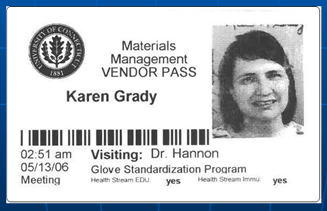 UNIVERSITY OF CONNECTICUT
1881
Materials
Management
VENDOR PASS
Karen Grady
02:51 am
Visiting: Dr. Hannon
05/13/06
Glove Standardization Program
Meeting
Health Stream EDU. yes Health Stream Immu. yes